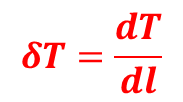 δT = dT/dl